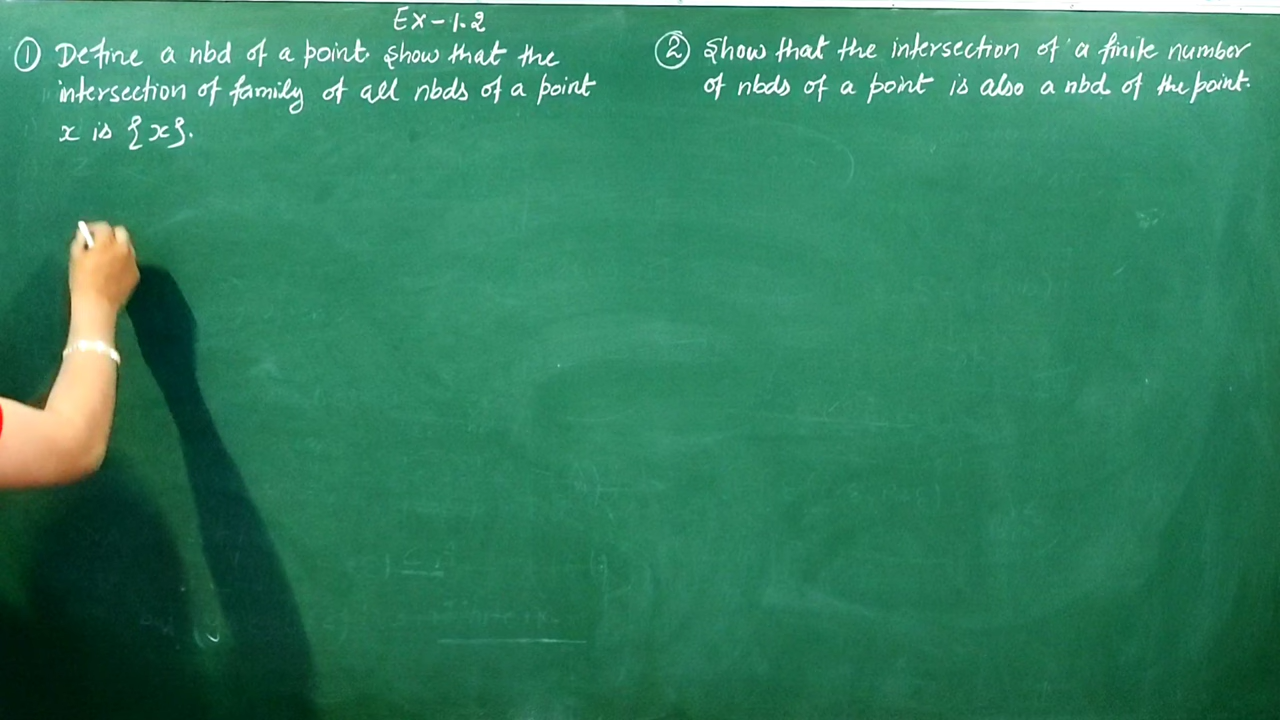 Ex-1.2
① Define a nbd of a point. Show that the
intersection of family of all nbds of a point
x is {x}.
② Show that the intersection of a finite number
of nbds of a point is also a nbd of the point.